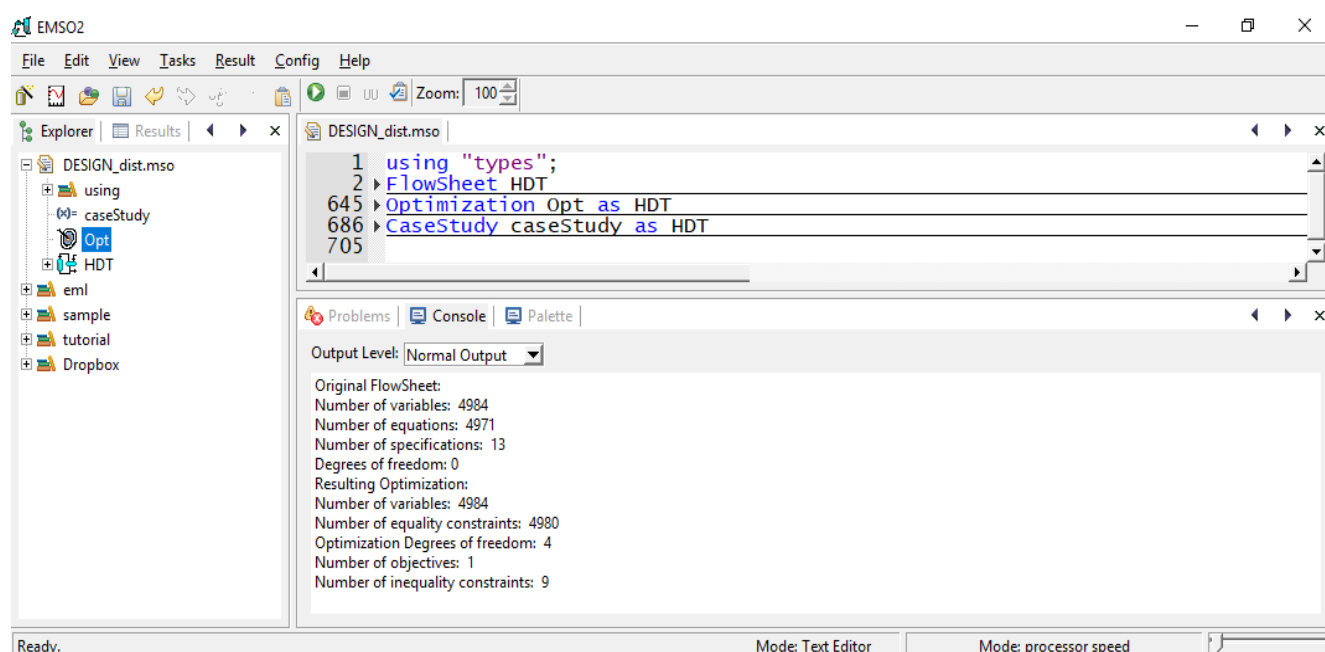 EMSO2
File Edit View Tasks Result Config Help
Zoom: 100
Explorer Results
DESIGN_dist.mso
using
(x)= caseStudy
Opt
HDT
eml
sample
tutorial
Dropbox
DESIGN_dist.mso
1 using "types";
2 FlowSheet HDT
645 Optimization Opt as HDT
686 CaseStudy caseStudy as HDT
705
Problems Console Palette
Output Level: Normal Output
Original FlowSheet:
Number of variables: 4984
Number of equations: 4971
Number of specifications: 13
Degrees of freedom: 0
Resulting Optimization:
Number of variables: 4984
Number of equality constraints: 4980
Optimization Degrees of freedom: 4
Number of objectives: 1
Number of inequality constraints: 9
Ready. Mode: Text Editor Mode: processor speed